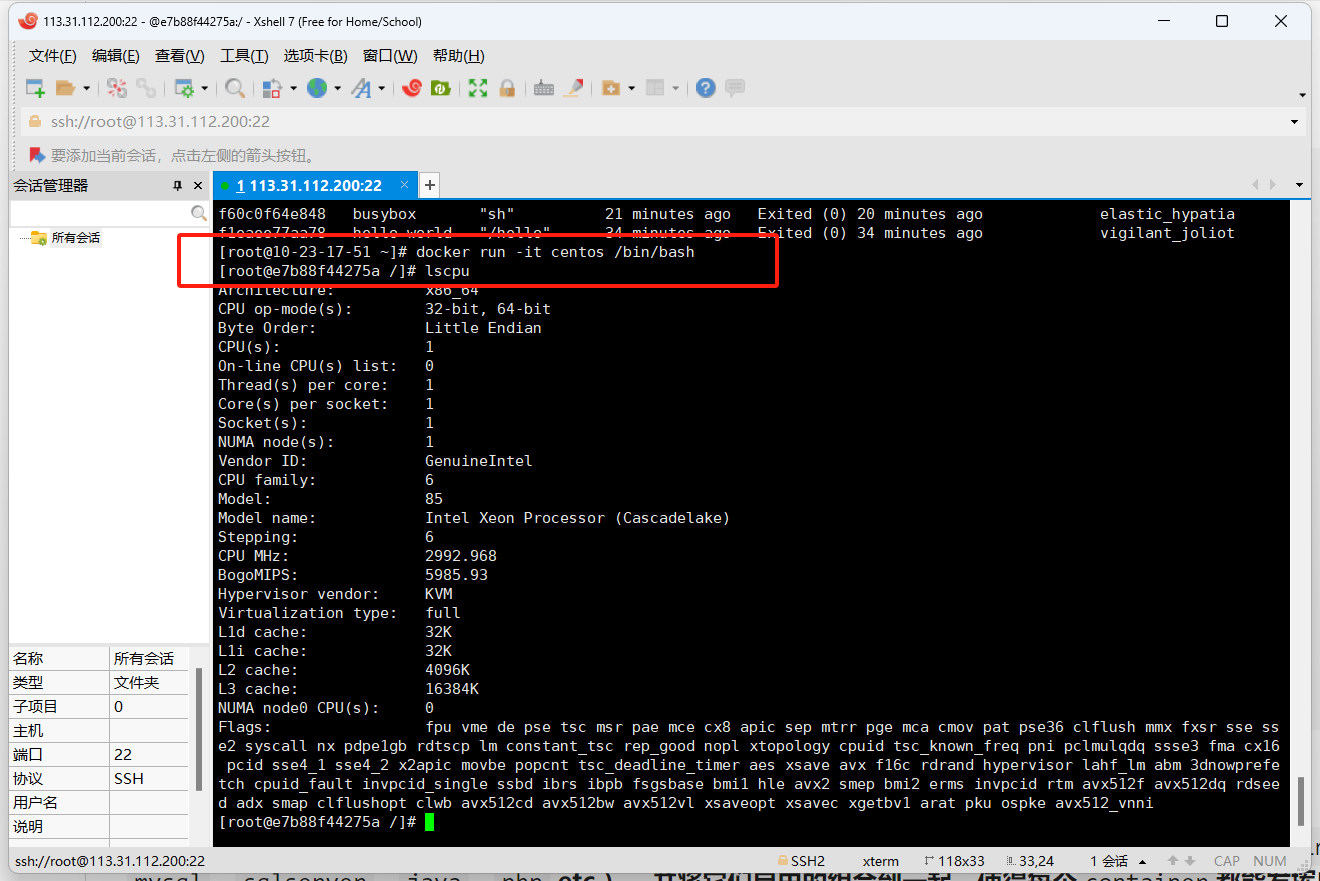 113.31.112.200:22 - @e7b88f44275a:/ - Xshell 7 (Free for Home/School)
文件(F) 编辑(E) 查看(V) 工具(T) 选项卡(B) 窗口(W) 帮助(H)
ssh://root@113.31.112.200:22
要添加当前会话，点击左侧的箭头按钮。
会话管理器
1 113.31.112.200:22
所有会话
f60c0f64e848 busybox "sh" 21 minutes ago Exited (0) 20 minutes ago elastic_hypatia
hello-world "/hello" 34 minutes ago Exited (0) 34 minutes ago vigilant_joliot
[root@10-23-17-51 ~]# docker run -it centos /bin/bash
[root@e7b88f44275a /]# lscpu
Architecture: x86_64
CPU op-mode(s): 32-bit, 64-bit
Byte Order: Little Endian
CPU(s): 1
On-line CPU(s) list: 0
Thread(s) per core: 1
Core(s) per socket: 1
Socket(s): 1
NUMA node(s): 1
Vendor ID: GenuineIntel
CPU family: 6
Model: 85
Model name: Intel Xeon Processor (Cascadelake)
Stepping: 6
CPU MHz: 2992.968
BogoMIPS: 5985.93
Hypervisor vendor: KVM
Virtualization type: full
L1d cache: 32K
L1i cache: 32K
L2 cache: 4096K
L3 cache: 16384K
NUMA node0 CPU(s): 0
Flags: fpu vme de pse tsc msr pae mce cx8 apic sep mtrr pge mca cmov pat pse36 clflush mmx fxsr sse ss
e2 syscall nx pdpe1gb rdtscp lm constant_tsc rep_good nopl xtopology cpuid tsc_known_freq pni pclmulqdq ssse3 fma cx16
pcid sse4_1 sse4_2 x2apic movbe popcnt tsc_deadline_timer aes xsave avx f16c rdrand hypervisor lahf_lm abm 3dnowprefe
tch cpuid_fault invpcid_single ssbd ibrs ibpb fsgsbase bmi1 hle avx2 smep bmi2 erms invpcid rtm avx512f avx512dq rdsee
d adx smap clflushopt clwb avx512cd avx512bw avx512vl xsaveopt xsavec xgetbv1 arat pku ospke avx512_vnni
[root@e7b88f44275a /]#
名称 所有会话
类型 文件夹
子项目 0
主机
端口 22
协议 SSH
用户名
说明
ssh://root@113.31.112.200:22 SSH2 xterm 118x33 33,24 1 会话 CAP NUM